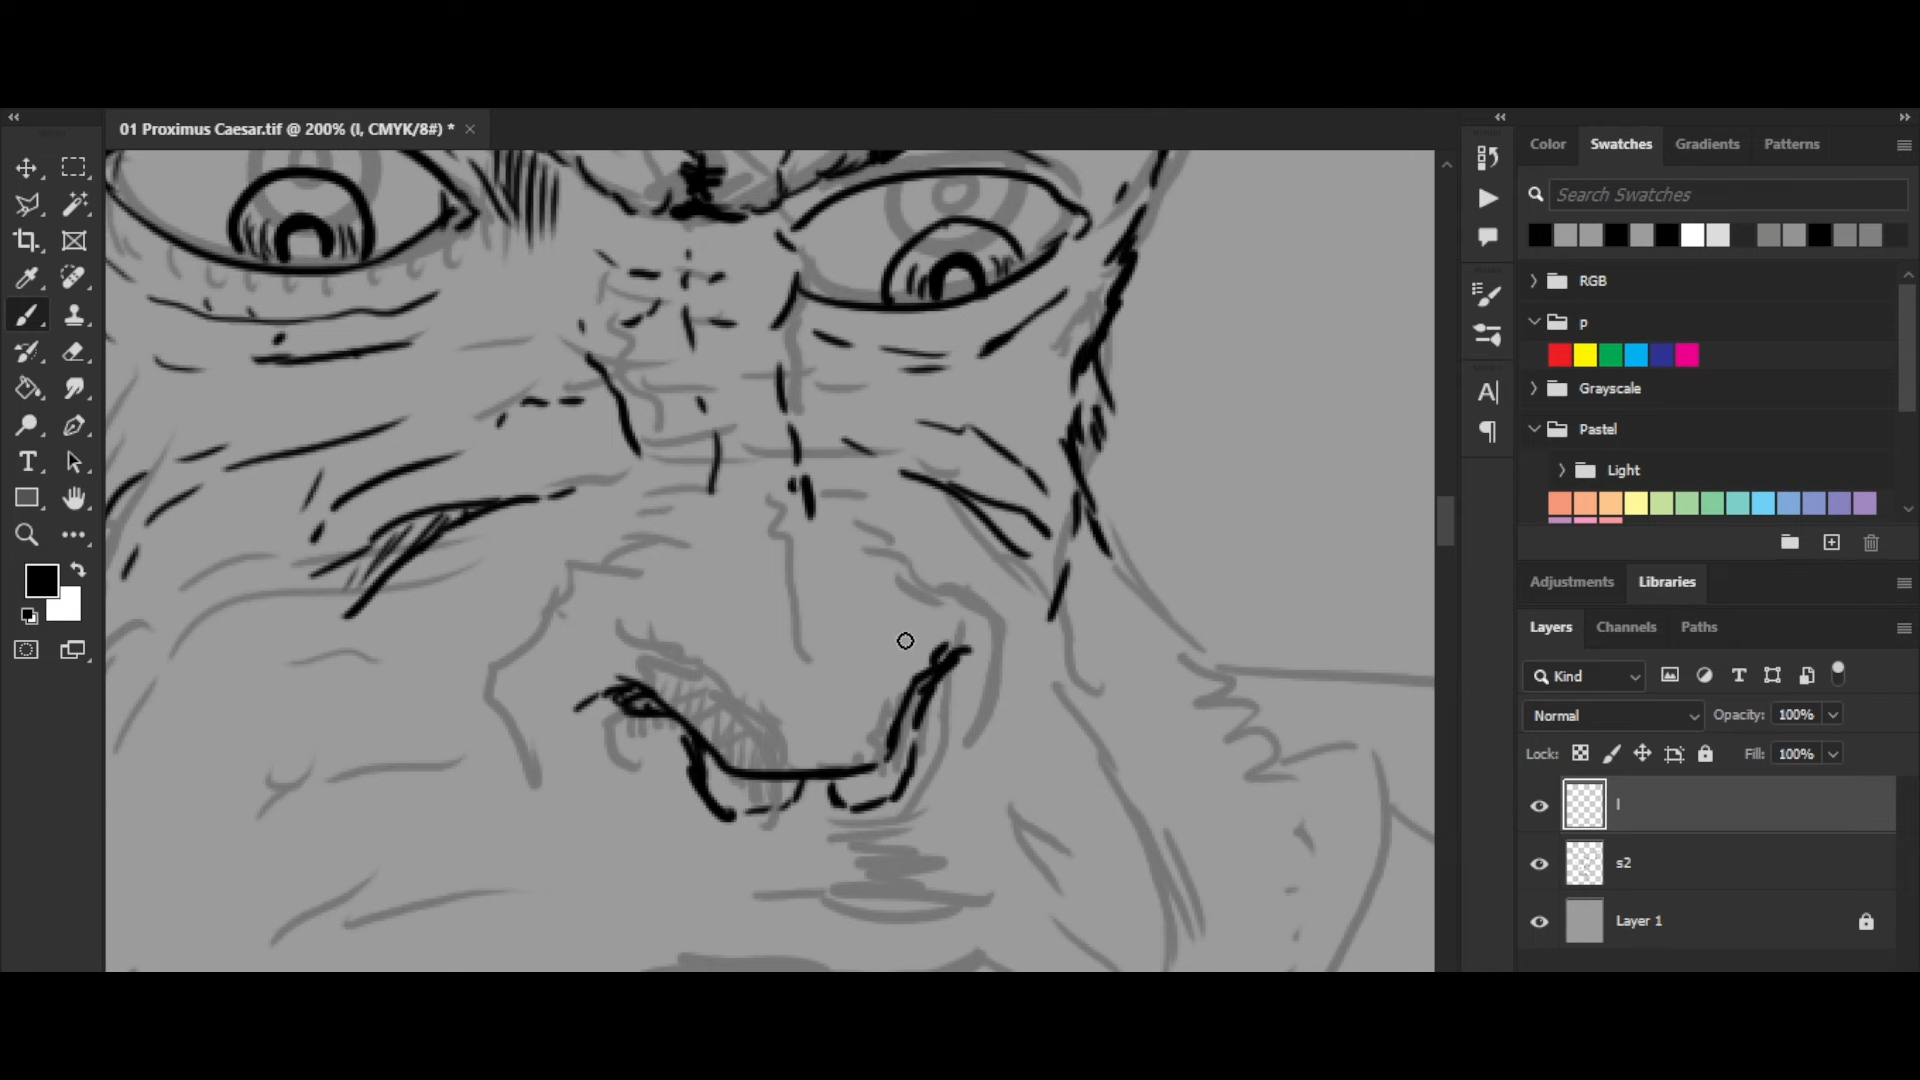 01 Proximus Caesar.tif @ 200% (l, CMYK/8#) *
Color Swatches Gradients Patterns
Search Swatches
RGB
p
Grayscale
Pastel
Light
Adjustments Libraries
Layers Channels Paths
Kind
Normal Opacity: 100%
Lock: Fill: 100%
l
s2
Layer 1